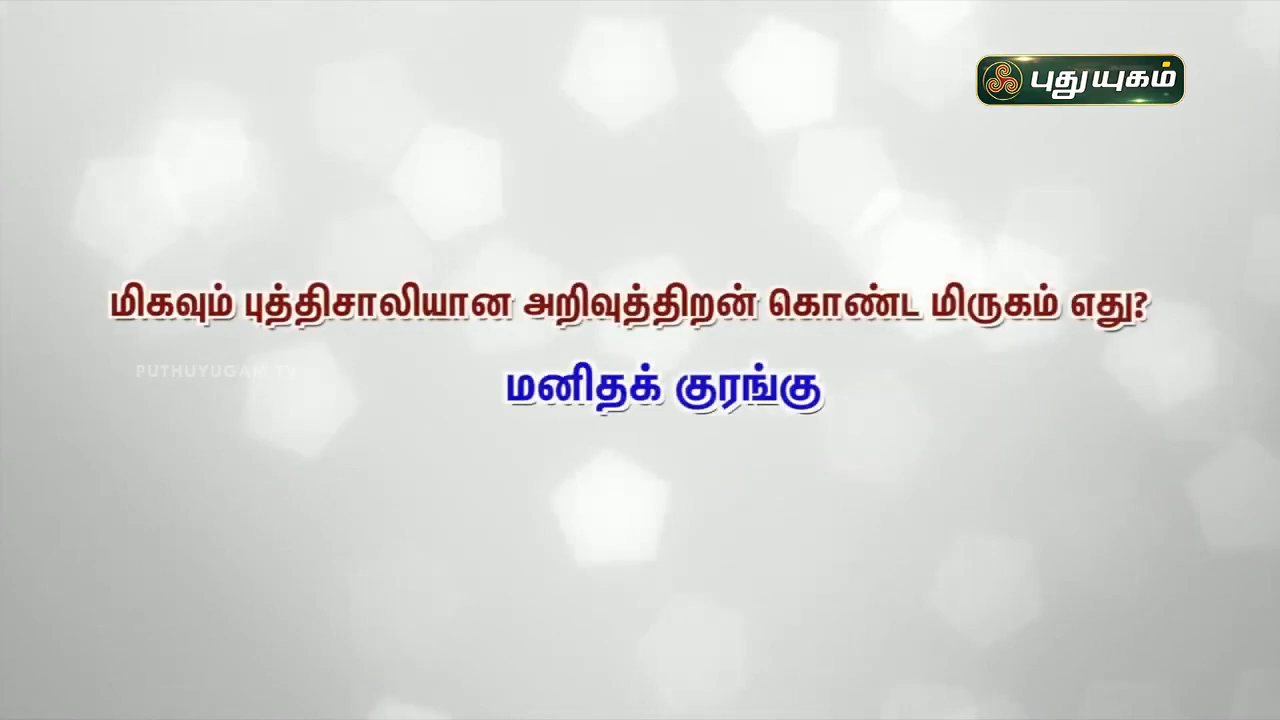 புதுயுகம்
மிகவும் புத்திசாலியான அறிவுத்திறன் கொண்ட மிருகம் எது?
PUTHUYUGAM TV
மனிதக் குரங்கு